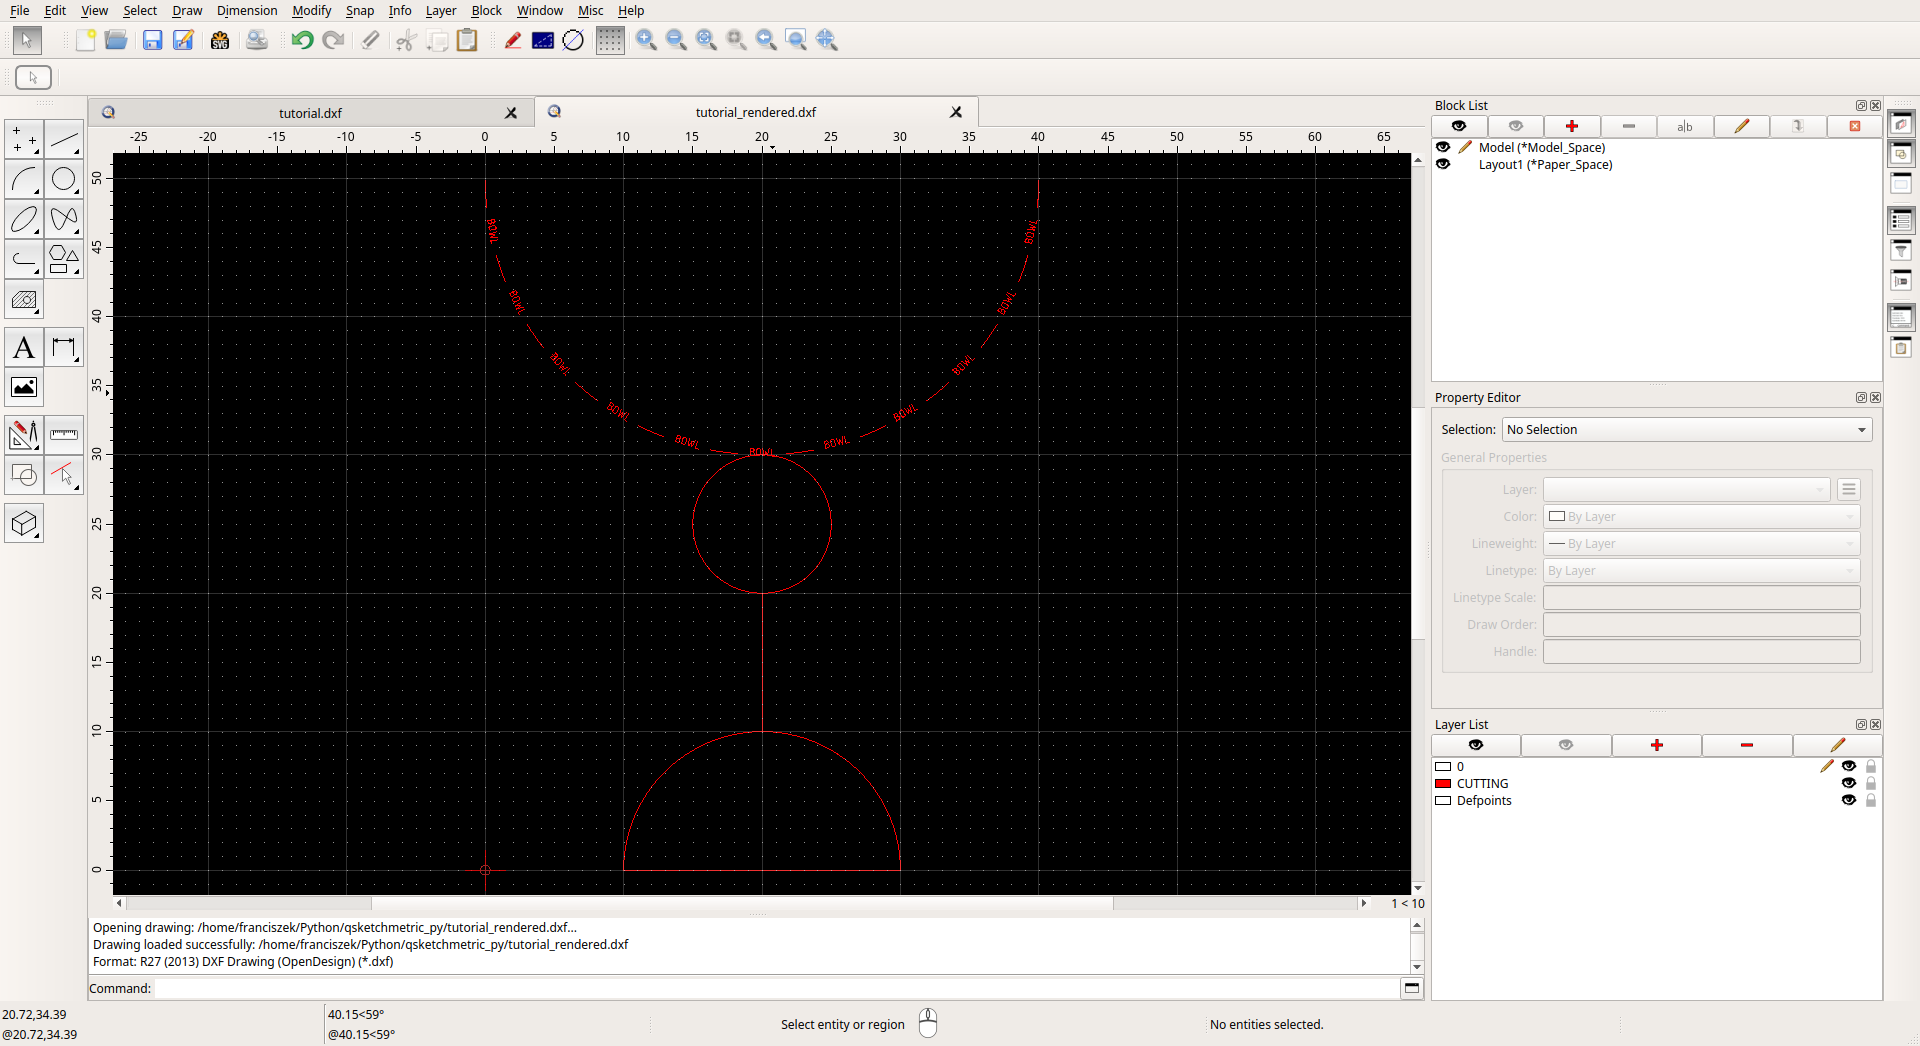 File Edit View Select Draw Dimension Modify Snap Info Layer Block Window Misc Help
SVG
tutorial.dxf
tutorial_rendered.dxf
-25 -20 -15 -10 -5 0 5 10 15 20 25 30 35 40 45 50 55 60 65
50
45
40
35
30
25
20
15
10
5
0
BOWL
BOWL
BOWL
BOWL
BOWL
BOWL
BOWL
BOWL
BOWL
BOWL
BOWL
1 < 10
Opening drawing: /home/franciszek/Python/qsketchmetric_py/tutorial_rendered.dxf...
Drawing loaded successfully: /home/franciszek/Python/qsketchmetric_py/tutorial_rendered.dxf
Format: R27 (2013) DXF Drawing (OpenDesign) (*.dxf)
Command:
20.72,34.39
@20.72,34.39
40.15<59°
@40.15<59°
Select entity or region
No entities selected.
A
Block List
a|b
Model (*Model_Space)
Layout1 (*Paper_Space)
Property Editor
Selection: No Selection
General Properties
Layer:
Color: By Layer
Lineweight: By Layer
Linetype: By Layer
Linetype Scale:
Draw Order:
Handle:
Layer List
0
CUTTING
Defpoints